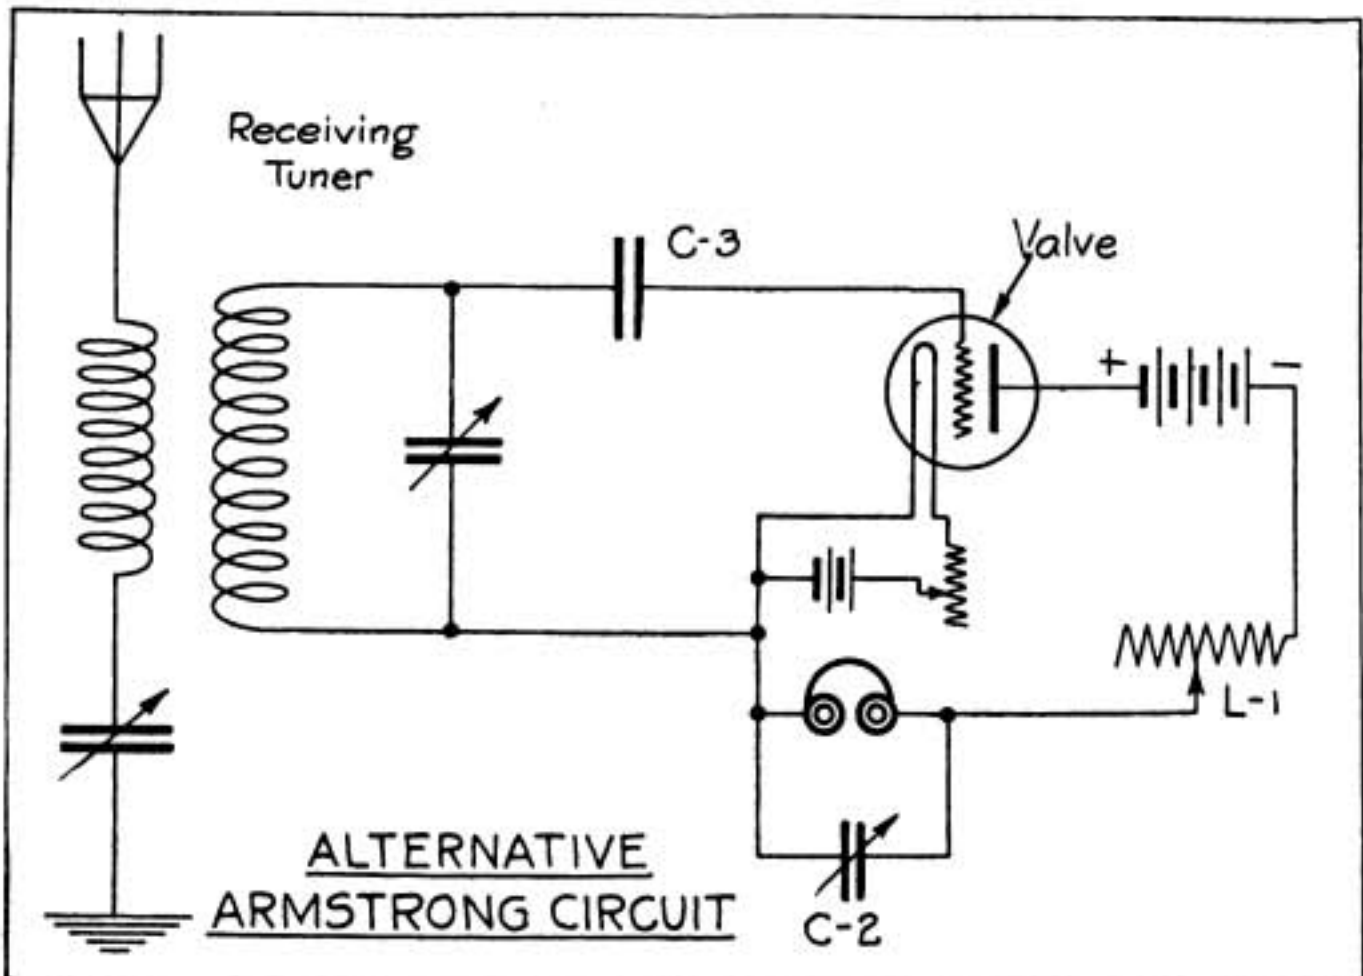 Receiving
Tuner
C-3
Valve
+
-
L-1
C-2
ALTERNATIVE
ARMSTRONG CIRCUIT